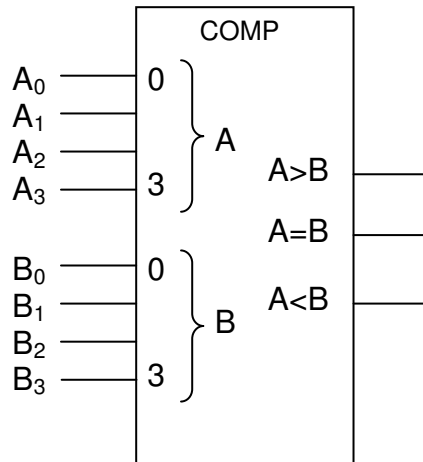 COMP
A₀ 0
A₁
A₂ A
A₃ 3
A>B
A=B
B₀ 0
A<B
B₁
B₂ B
B₃ 3